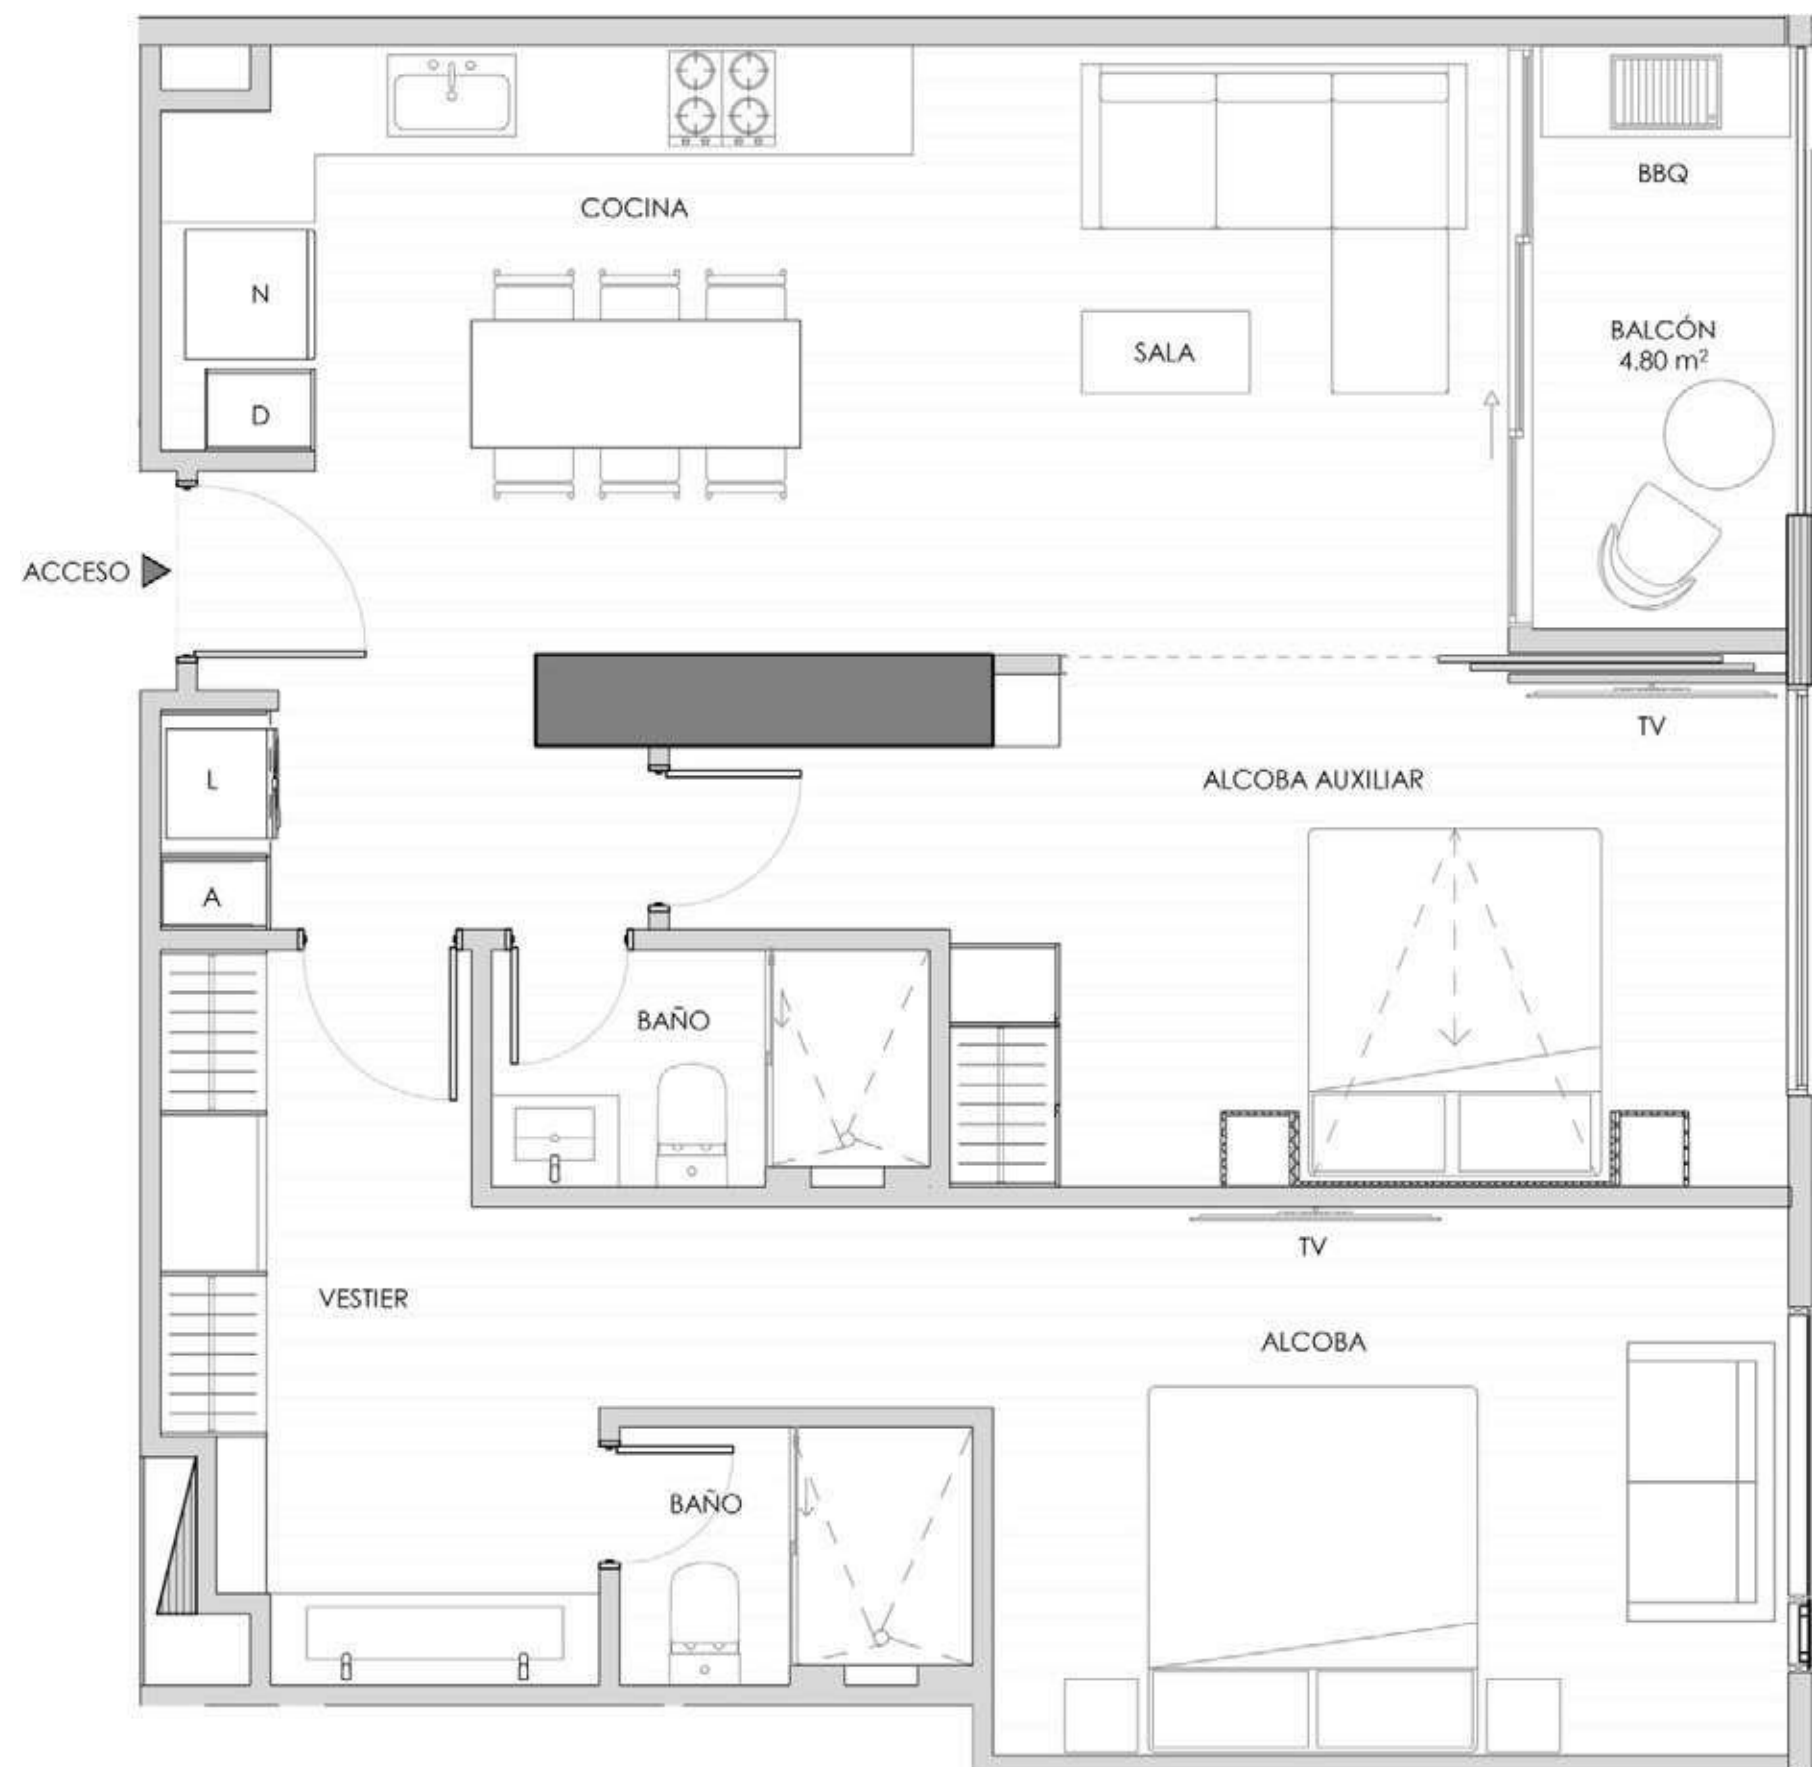 BBQ
COCINA
N
BALCÓN
4.80 m²
SALA
D
ACCESO
TV
L
ALCOBA AUXILIAR
A
BAÑO
TV
VESTIER
ALCOBA
BAÑO